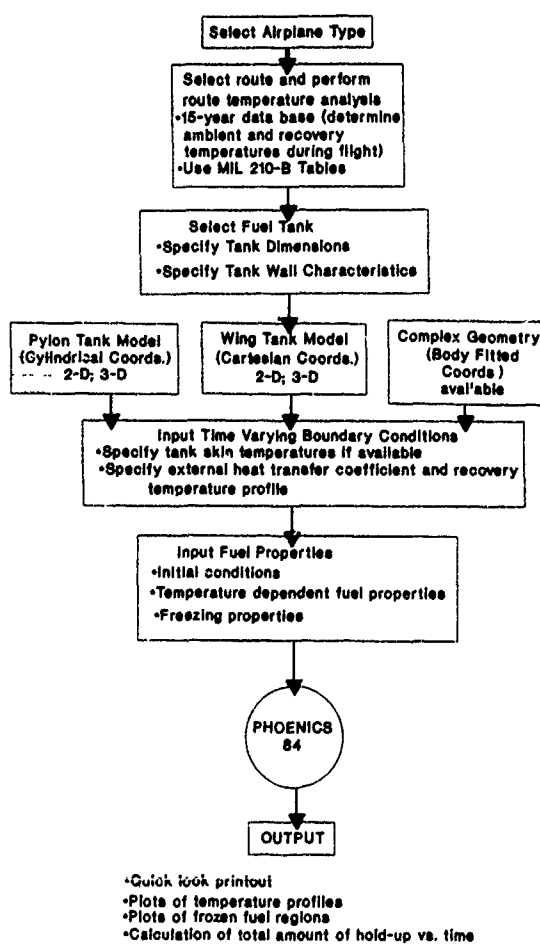 Select Airplane Type
Select route and perform
route temperature analysis
•15-year data base (determine
ambient and recovery
temperatures during flight)
•Use MIL 210-B Tables
Select Fuel Tank
•Specify Tank Dimensions
•Specify Tank Wall Characteristics
Pylon Tank Model
(Cylindrical Coords.)
2-D; 3-D
Wing Tank Model
(Cartesian Coords.)
2-D; 3-D
Complex Geometry
(Body Fitted
Coords)
available
Input Time Varying Boundary Conditions
•Specify tank skin temperatures if available
•Specify external heat transfer coefficient and recovery
temperature profile
Input Fuel Properties
•Initial conditions
•Temperature dependent fuel properties
•Freezing properties
PHOENICS
84
OUTPUT
•Quick look printout
•Plots of temperature profiles
•Plots of frozen fuel regions
•Calculation of total amount of hold-up vs. time